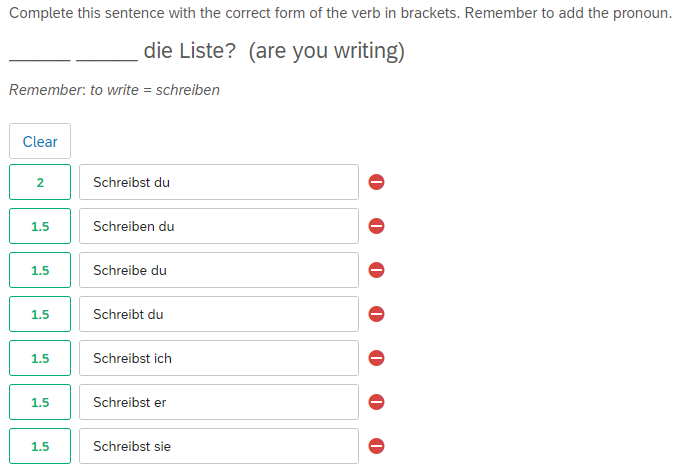 Complete this sentence with the correct form of the verb in brackets. Remember to add the pronoun.
______ ______ die Liste? (are you writing)
Remember: to write = schreiben
Clear
2 Schreibst du
1.5 Schreiben du
1.5 Schreibe du
1.5 Schreibt du
1.5 Schreibst ich
1.5 Schreibst er
1.5 Schreibst sie